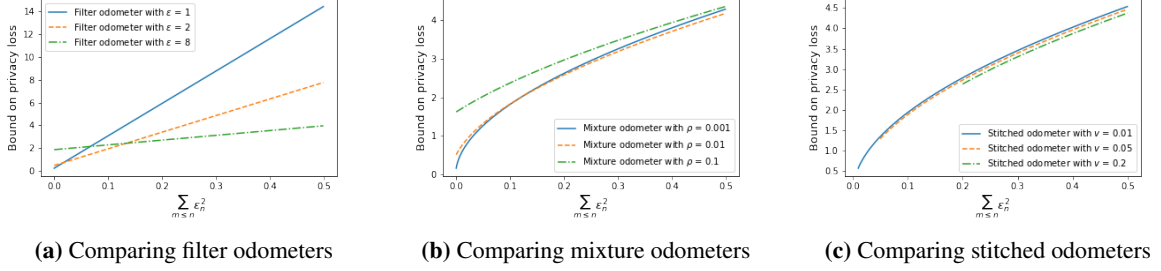 Bound on privacy loss
14
12
10
8
6
4
2
0
Filter odometer with ε = 1
Filter odometer with ε = 2
Filter odometer with ε = 8
0.0 0.1 0.2 0.3 0.4 0.5
∑ ε_n^2
m ≤ n
(a) Comparing filter odometers
Bound on privacy loss
4
3
2
1
0
Mixture odometer with ρ = 0.001
Mixture odometer with ρ = 0.01
Mixture odometer with ρ = 0.1
0.0 0.1 0.2 0.3 0.4 0.5
∑ ε_n^2
m ≤ n
(b) Comparing mixture odometers
Bound on privacy loss
4.5
4.0
3.5
3.0
2.5
2.0
1.5
1.0
0.5
Stitched odometer with v = 0.01
Stitched odometer with v = 0.05
Stitched odometer with v = 0.2
0.0 0.1 0.2 0.3 0.4 0.5
∑ ε_n^2
m ≤ n
(c) Comparing stitched odometers